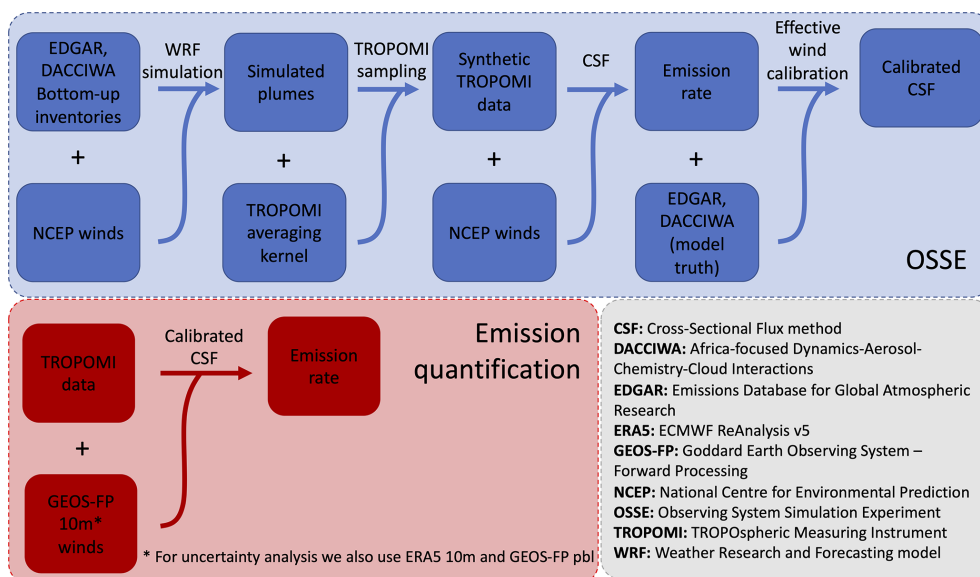 EDGAR,
DACCIWA
Bottom-up
inventories
+
NCEP winds
WRF
simulation
Simulated
plumes
+
TROPOMI
averaging
kernel
TROPOMI
sampling
Synthetic
TROPOMI
data
+
NCEP winds
CSF
Emission
rate
+
EDGAR,
DACCIWA
(model
truth)
Effective
wind
calibration
Calibrated
CSF
OSSE
TROPOMI
data
+
GEOS-FP
10m*
winds
Calibrated
CSF
Emission
rate
Emission
quantification
* For uncertainty analysis we also use ERA5 10m and GEOS-FP pbl
CSF: Cross-Sectional Flux method
DACCIWA: Africa-focused Dynamics-Aerosol-
Chemistry-Cloud Interactions
EDGAR: Emissions Database for Global Atmospheric
Research
ERA5: ECMWF ReAnalysis v5
GEOS-FP: Goddard Earth Observing System –
Forward Processing
NCEP: National Centre for Environmental Prediction
OSSE: Observing System Simulation Experiment
TROPOMI: TROPOspheric Measuring Instrument
WRF: Weather Research and Forecasting model